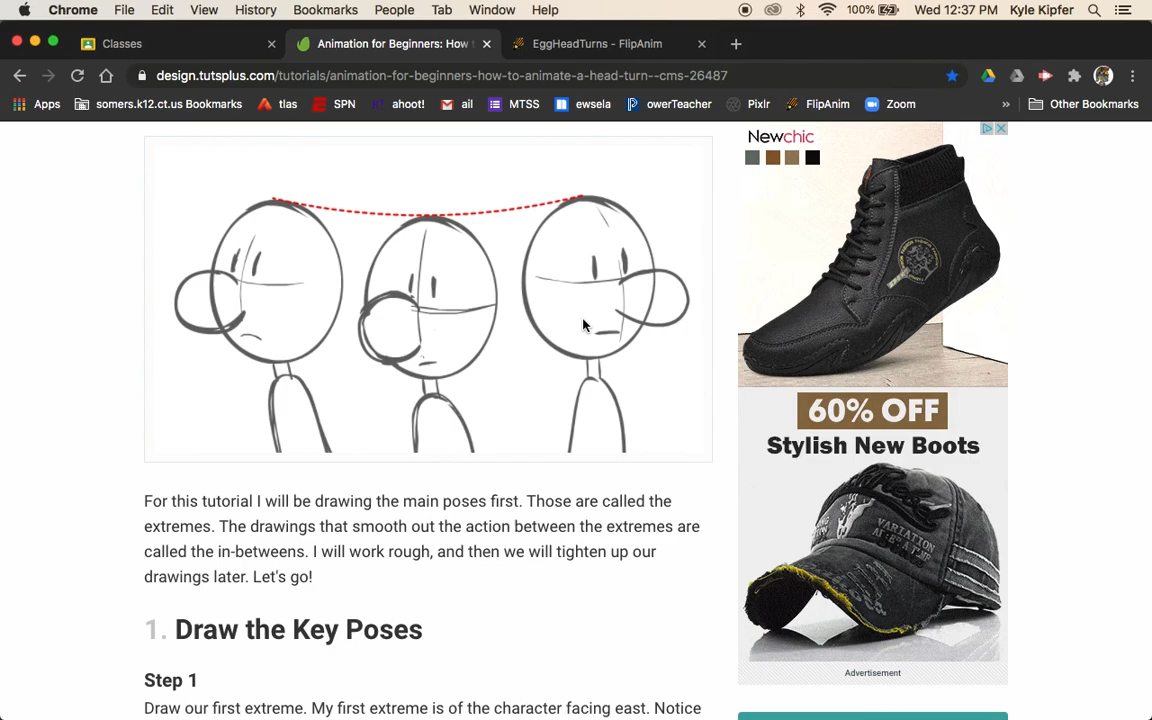 Chrome File Edit View History Bookmarks People Tab Window Help 100% Wed 12:37 PM Kyle Kipfer
Classes Animation for Beginners: How EggHeadTurns - FlipAnim
design.tutsplus.com/tutorials/animation-for-beginners-how-to-animate-a-head-turn--cms-26487
Apps somers.k12.ct.us Bookmarks tlas SPN ahoot! ail MTSS ewsela owerTeacher Pixlr FlipAnim Zoom » Other Bookmarks
Newchic
60% OFF
Stylish New Boots
VARIATION
Advertisement
For this tutorial I will be drawing the main poses first. Those are called the
extremes. The drawings that smooth out the action between the extremes are
called the in-betweens. I will work rough, and then we will tighten up our
drawings later. Let's go!
1. Draw the Key Poses
Step 1
Draw our first extreme. My first extreme is of the character facing east. Notice